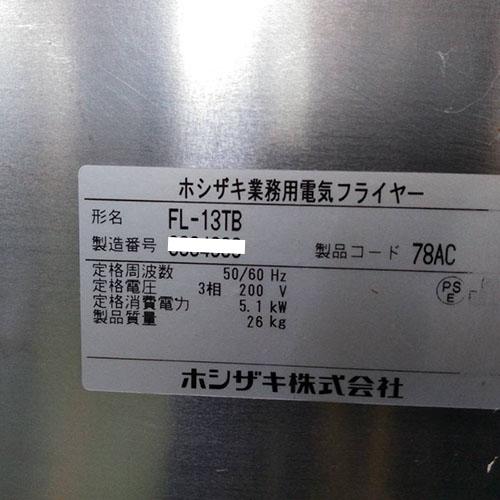 ホシザキ業務用電気フライヤー
形名 FL-13TB
製造番号 製品コード 78AC
定格周波数 50/60 Hz
定格電圧 3相 200 V
定格消費電力 5.1 kW
製品質量 26 kg
PS
E
ホシザキ株式会社